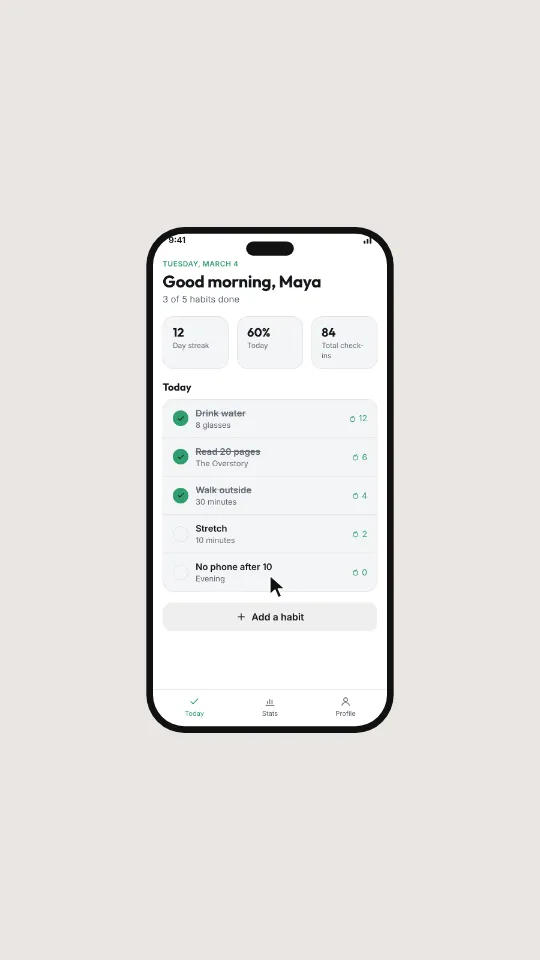 9:41
TUESDAY, MARCH 4
Good morning, Maya
3 of 5 habits done
12
Day streak
60%
Today
84
Total check-
ins
Today
Drink water
8 glasses
12
Read 20 pages
The Overstory
6
Walk outside
30 minutes
4
Stretch
10 minutes
2
No phone after 10
Evening
0
+ Add a habit
Today
Stats
Profile